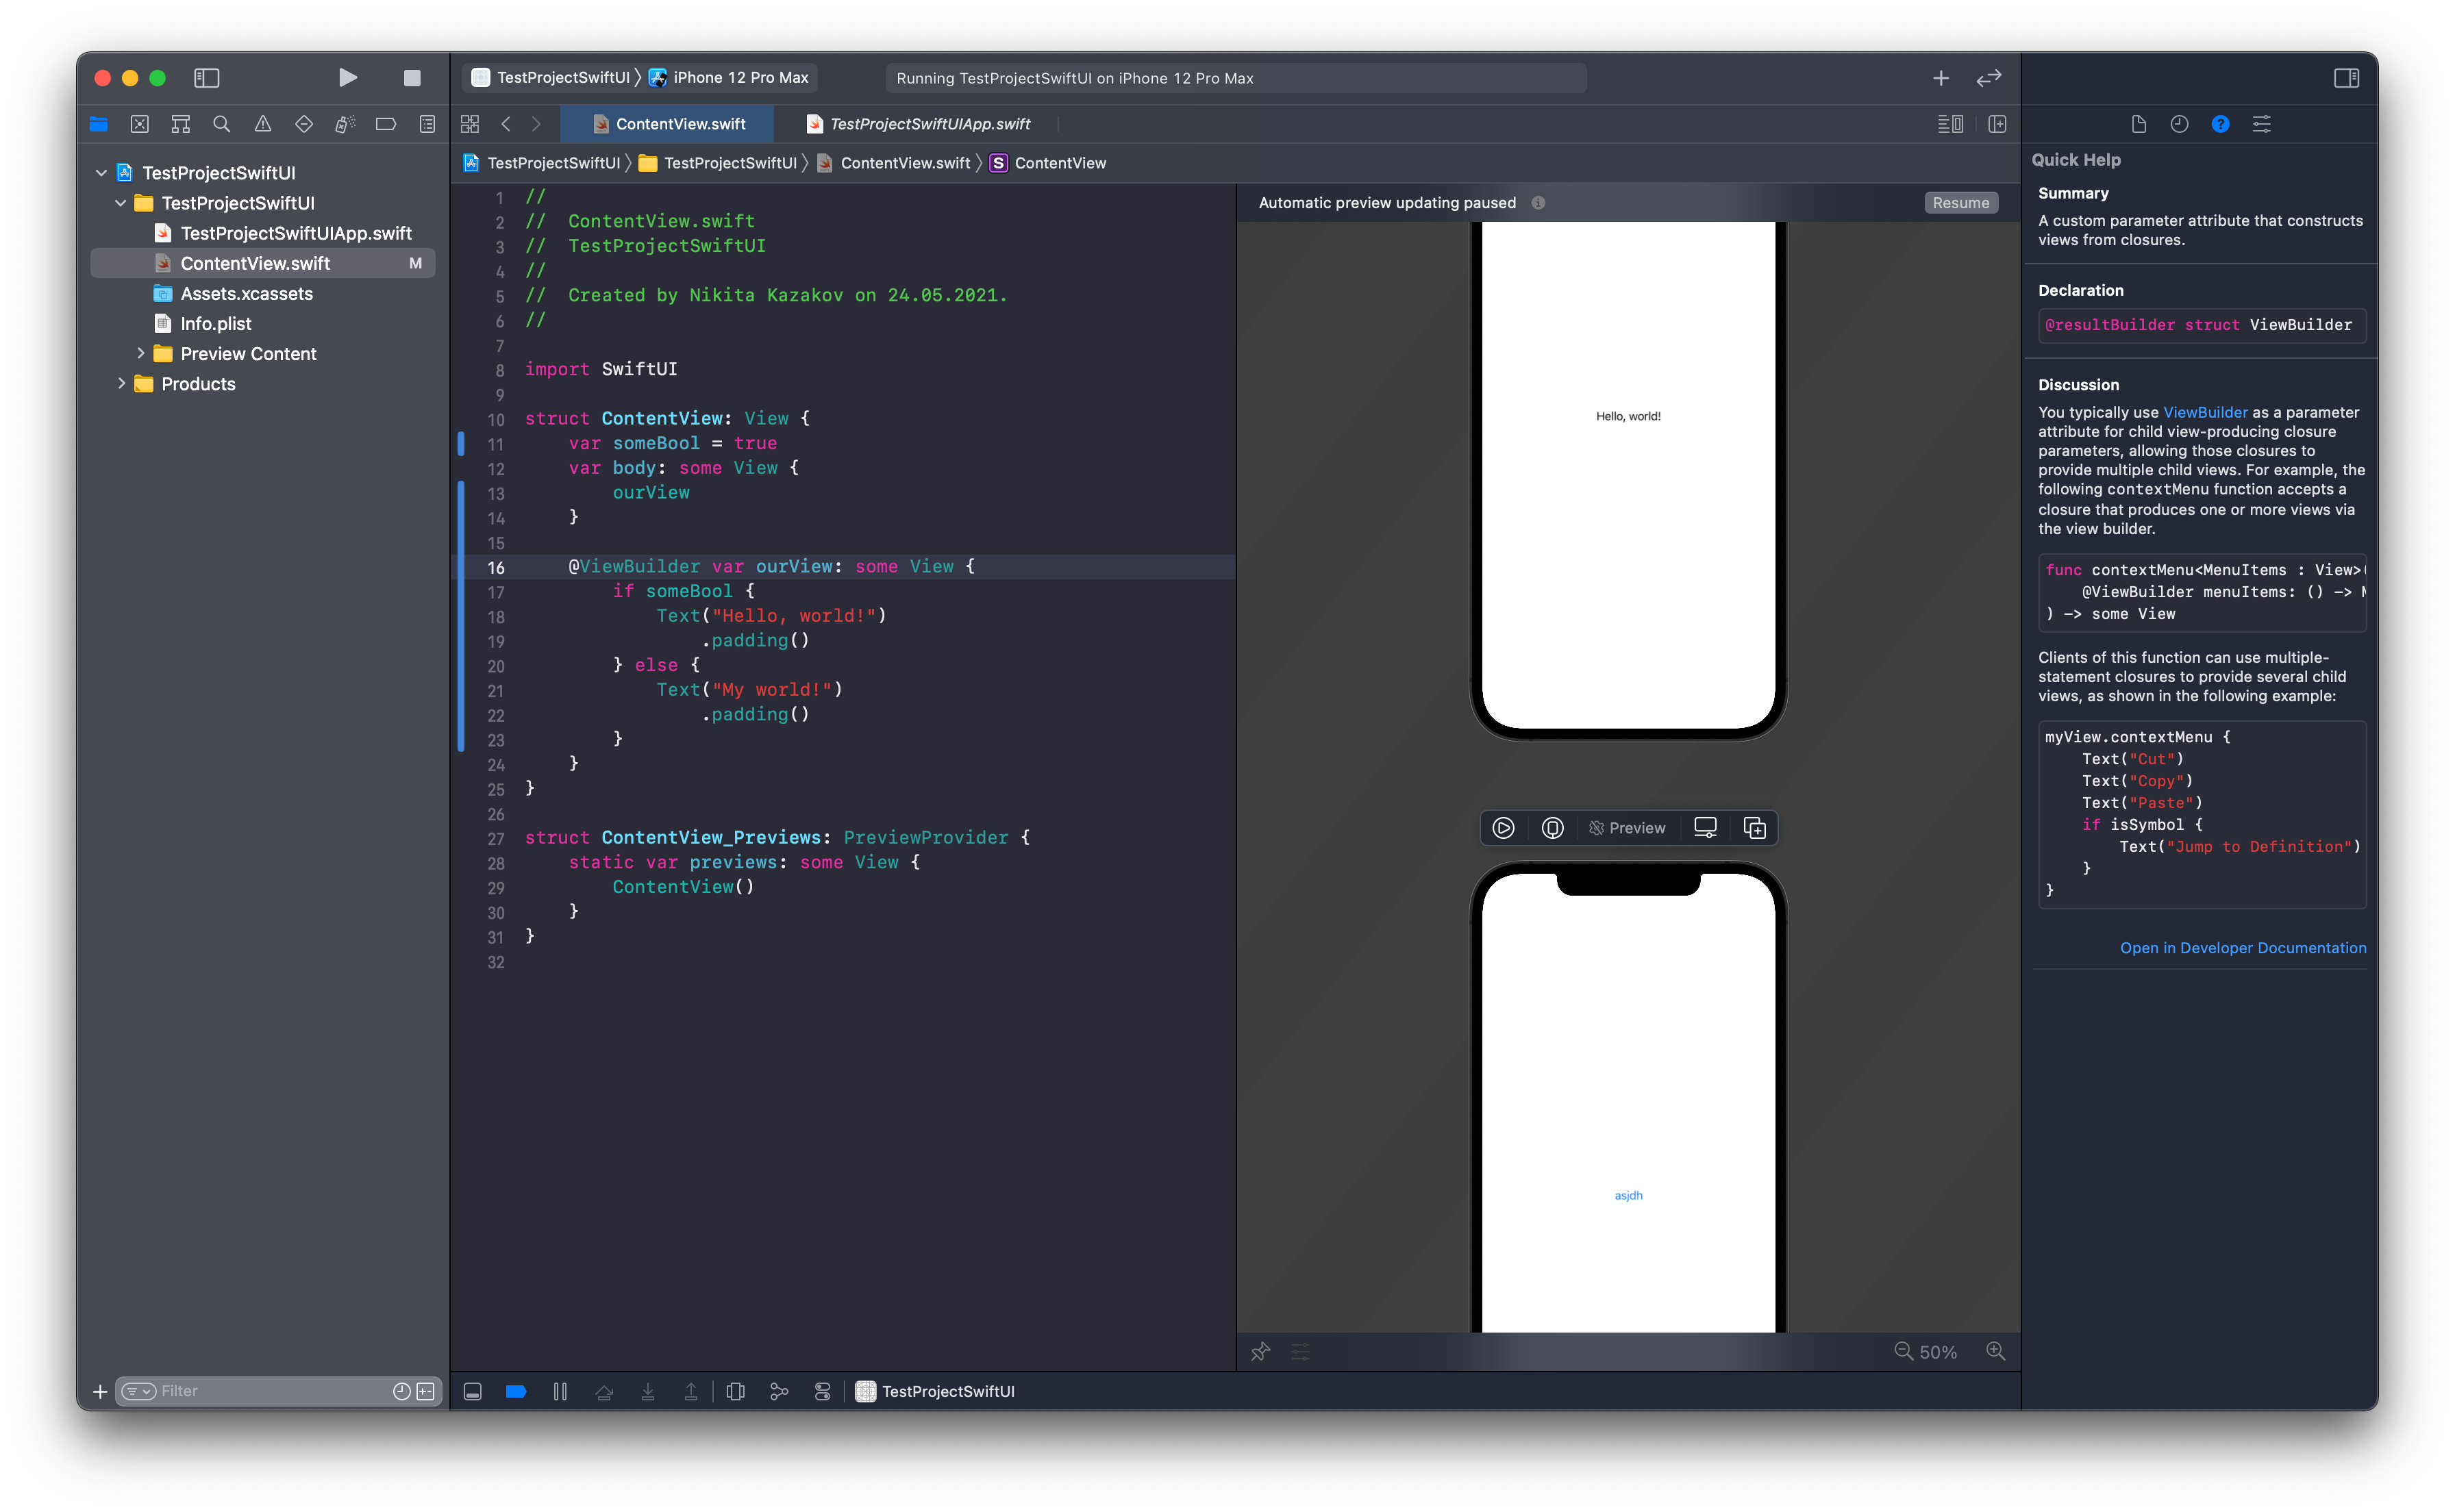 TestProjectSwiftUI 〉 iPhone 12 Pro Max
Running TestProjectSwiftUI on iPhone 12 Pro Max
ContentView.swift
TestProjectSwiftUIApp.swift
TestProjectSwiftUI 〉 TestProjectSwiftUI 〉 ContentView.swift 〉 S ContentView
TestProjectSwiftUI
TestProjectSwiftUI
TestProjectSwiftUIApp.swift
ContentView.swift M
Assets.xcassets
Info.plist
Preview Content
Products
Filter
1 //
2 //  ContentView.swift
3 //  TestProjectSwiftUI
4 //
5 //  Created by Nikita Kazakov on 24.05.2021.
6 //
7
8 import SwiftUI
9
10 struct ContentView: View {
11     var someBool = true
12     var body: some View {
13         ourView
14     }
15
16     @ViewBuilder var ourView: some View {
17         if someBool {
18             Text("Hello, world!")
19                 .padding()
20         } else {
21             Text("My world!")
22                 .padding()
23         }
24     }
25 }
26
27 struct ContentView_Previews: PreviewProvider {
28     static var previews: some View {
29         ContentView()
30     }
31 }
32
Automatic preview updating paused
Resume
Hello, world!
Preview
asjdh
50%
TestProjectSwiftUI
Quick Help
Summary
A custom parameter attribute that constructs
views from closures.
Declaration
@resultBuilder struct ViewBuilder
Discussion
You typically use ViewBuilder as a parameter
attribute for child view-producing closure
parameters, allowing those closures to
provide multiple child views. For example, the
following contextMenu function accepts a
closure that produces one or more views via
the view builder.
func contextMenu<MenuItems : View>(
    @ViewBuilder menuItems: () -> M
) -> some View
Clients of this function can use multiple-
statement closures to provide several child
views, as shown in the following example:
myView.contextMenu {
    Text("Cut")
    Text("Copy")
    Text("Paste")
    if isSymbol {
        Text("Jump to Definition")
    }
}
Open in Developer Documentation